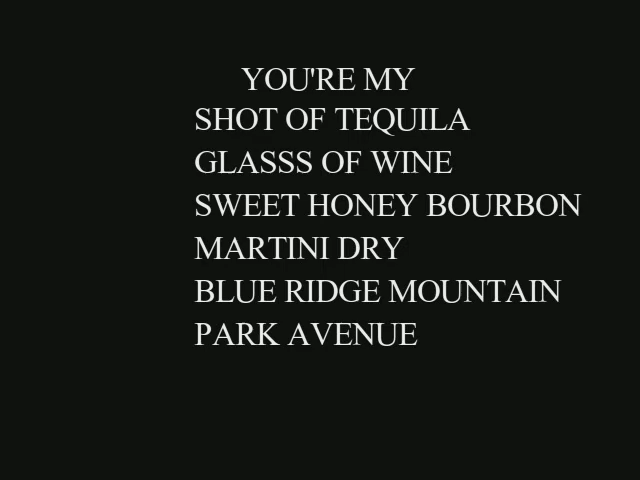 YOU'RE MY
SHOT OF TEQUILA
GLASSS OF WINE
SWEET HONEY BOURBON
MARTINI DRY
BLUE RIDGE MOUNTAIN
PARK AVENUE